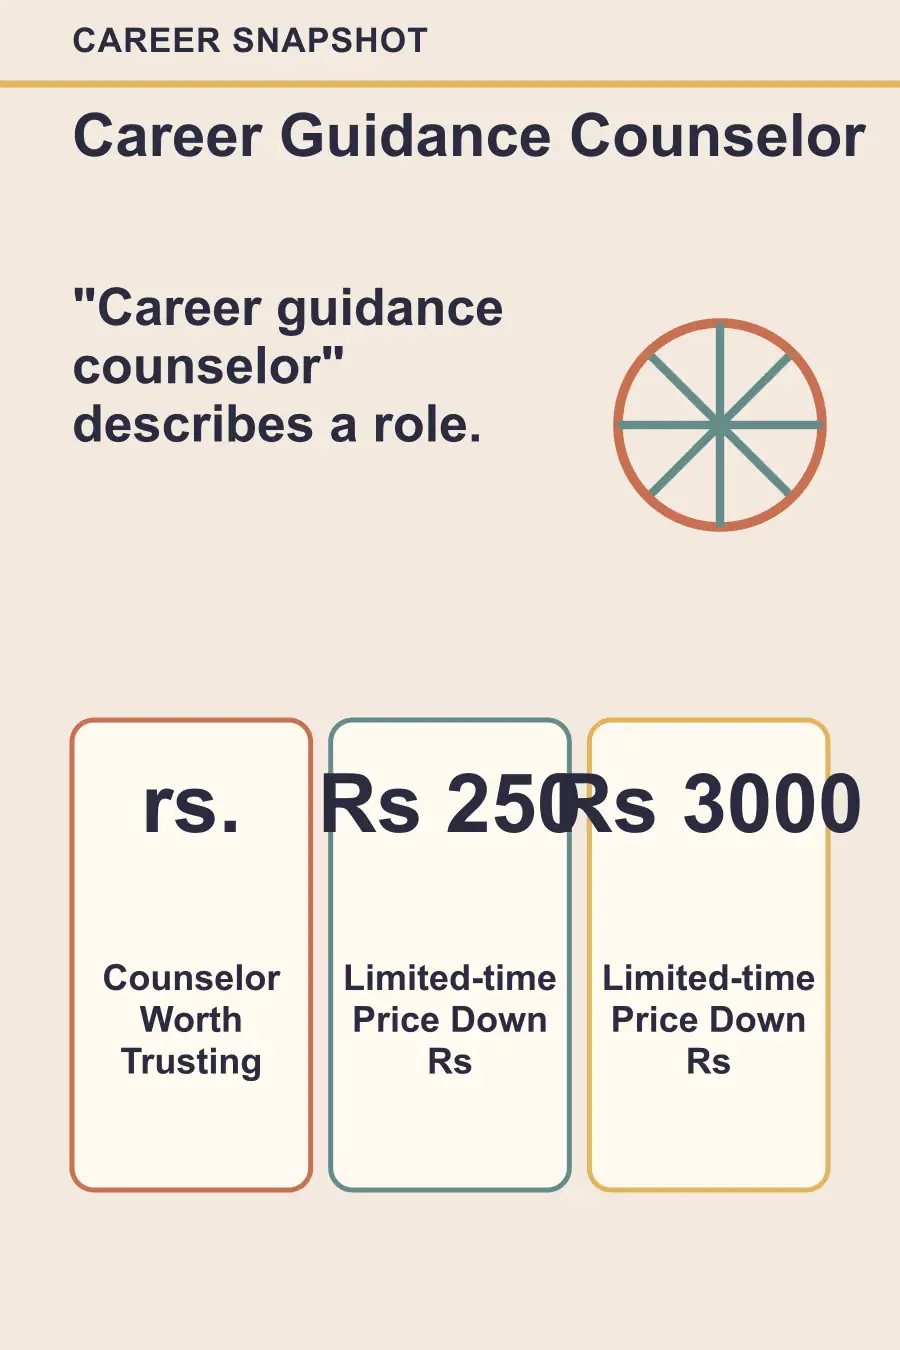 CAREER SNAPSHOT
Career Guidance Counselor
"Career guidance
counselor"
describes a role.
rs.
Rs 250
Rs 3000
Counselor
Worth
Trusting
Limited-time
Price Down
Rs
Limited-time
Price Down
Rs